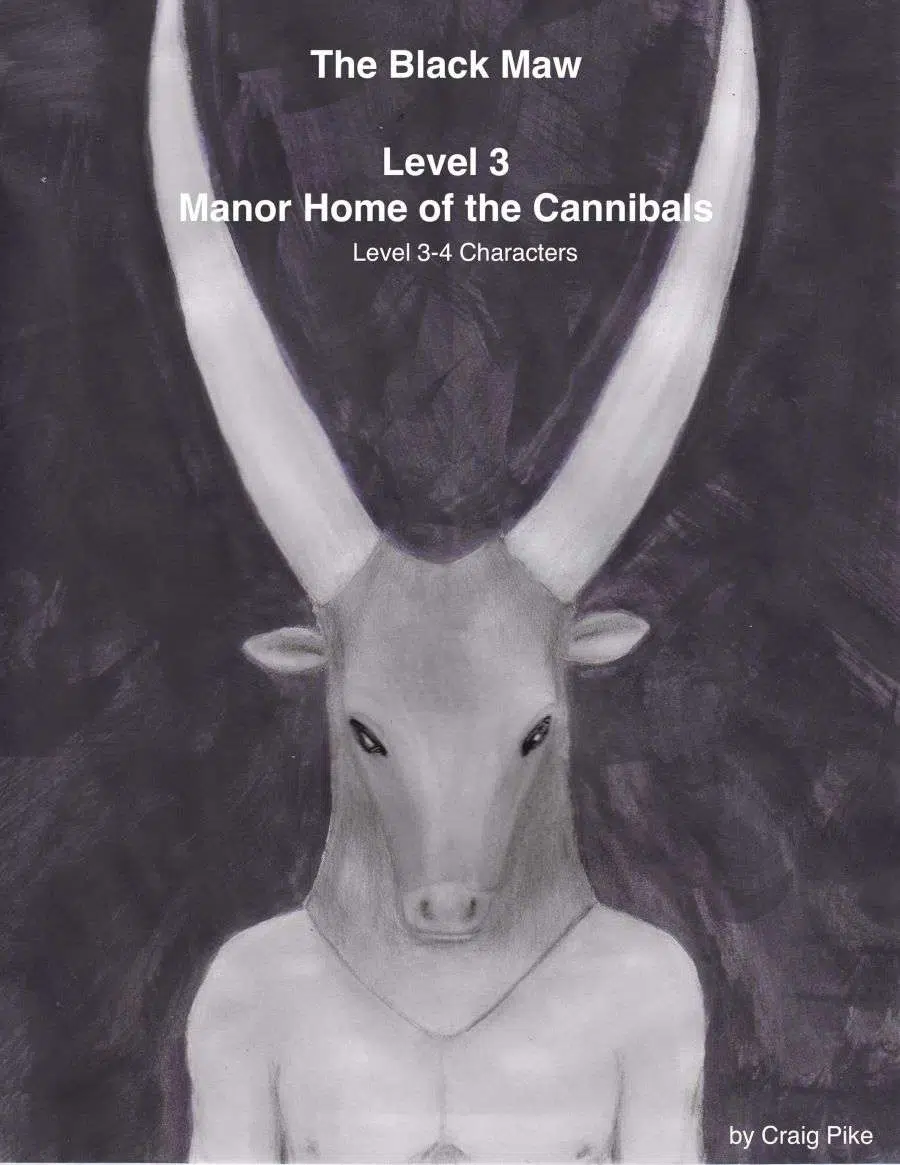 The Black Maw
Level 3
Manor Home of the Cannibals
Level 3-4 Characters
by Craig Pike